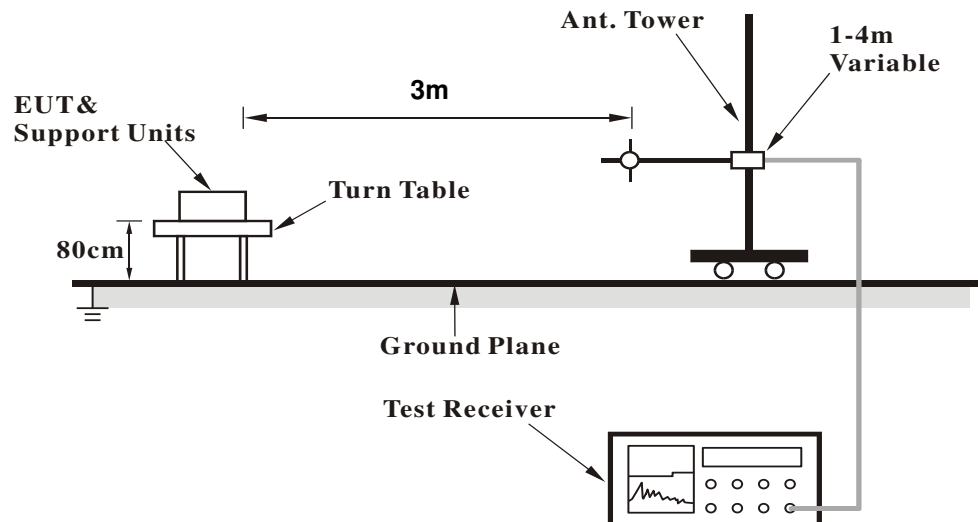 Ant. Tower
1-4m
Variable
3m
EUT&
Support Units
Turn Table
80cm
Ground Plane
Test Receiver